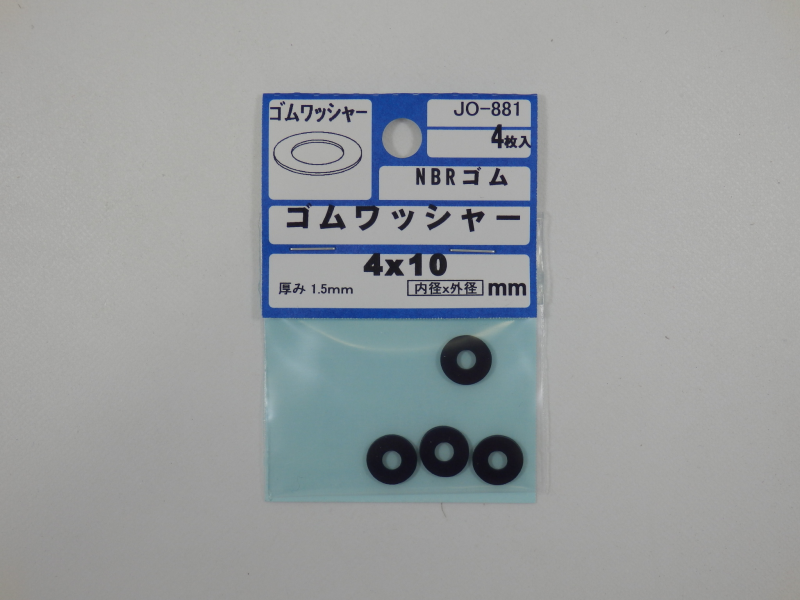 ゴムワッシャー
JO-881
4枚入
NBRゴム
ゴムワッシャー
4x10
厚み 1.5mm 内径x外径 mm